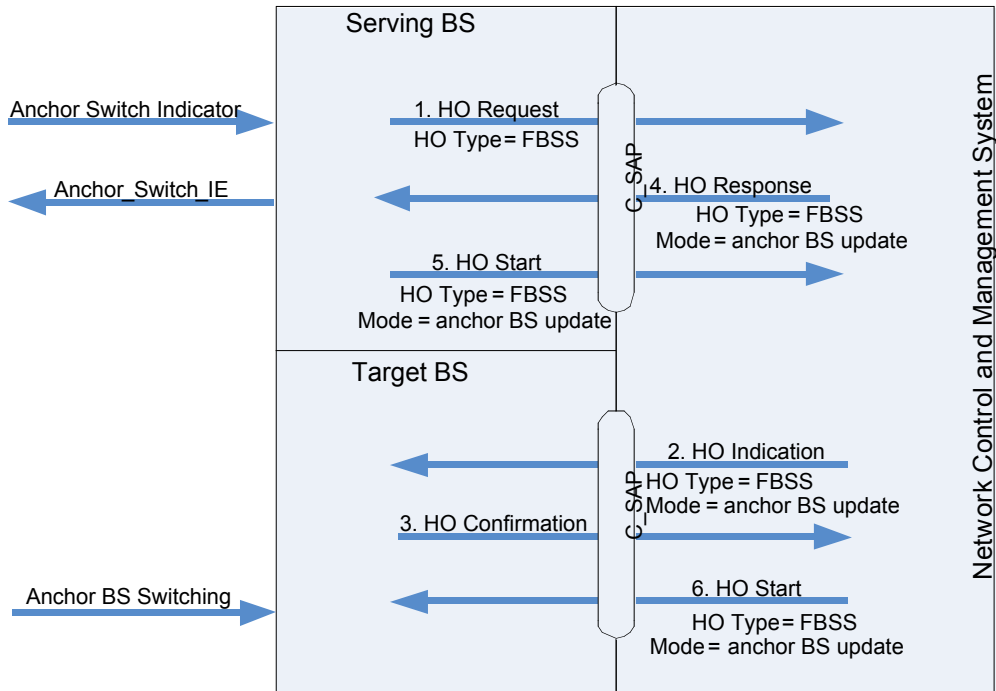 Serving BS
Anchor Switch Indicator
1. HO Request
HO Type = FBSS
Anchor_Switch_IE
C_SAP
4. HO Response
HO Type = FBSS
Mode = anchor BS update
5. HO Start
HO Type = FBSS
Mode = anchor BS update
Network Control and Management System
Target BS
2. HO Indication
HO Type = FBSS
Mode = anchor BS update
C_SAP
3. HO Confirmation
Anchor BS Switching
6. HO Start
HO Type = FBSS
Mode = anchor BS update